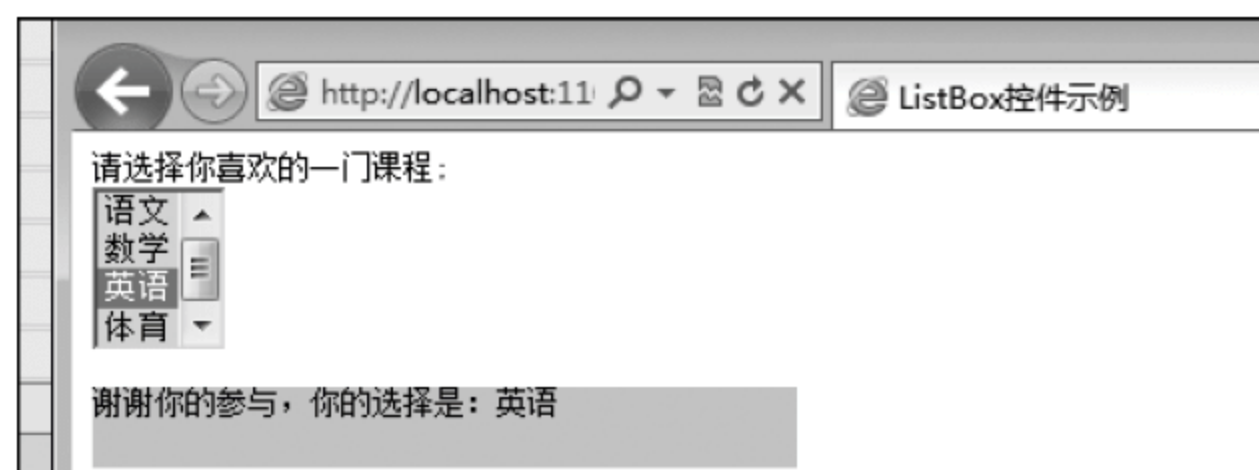 http://localhost:11
ListBox控件示例
请选择你喜欢的一门课程:
语文
数学
英语
体育
谢谢你的参与，你的选择是：英语